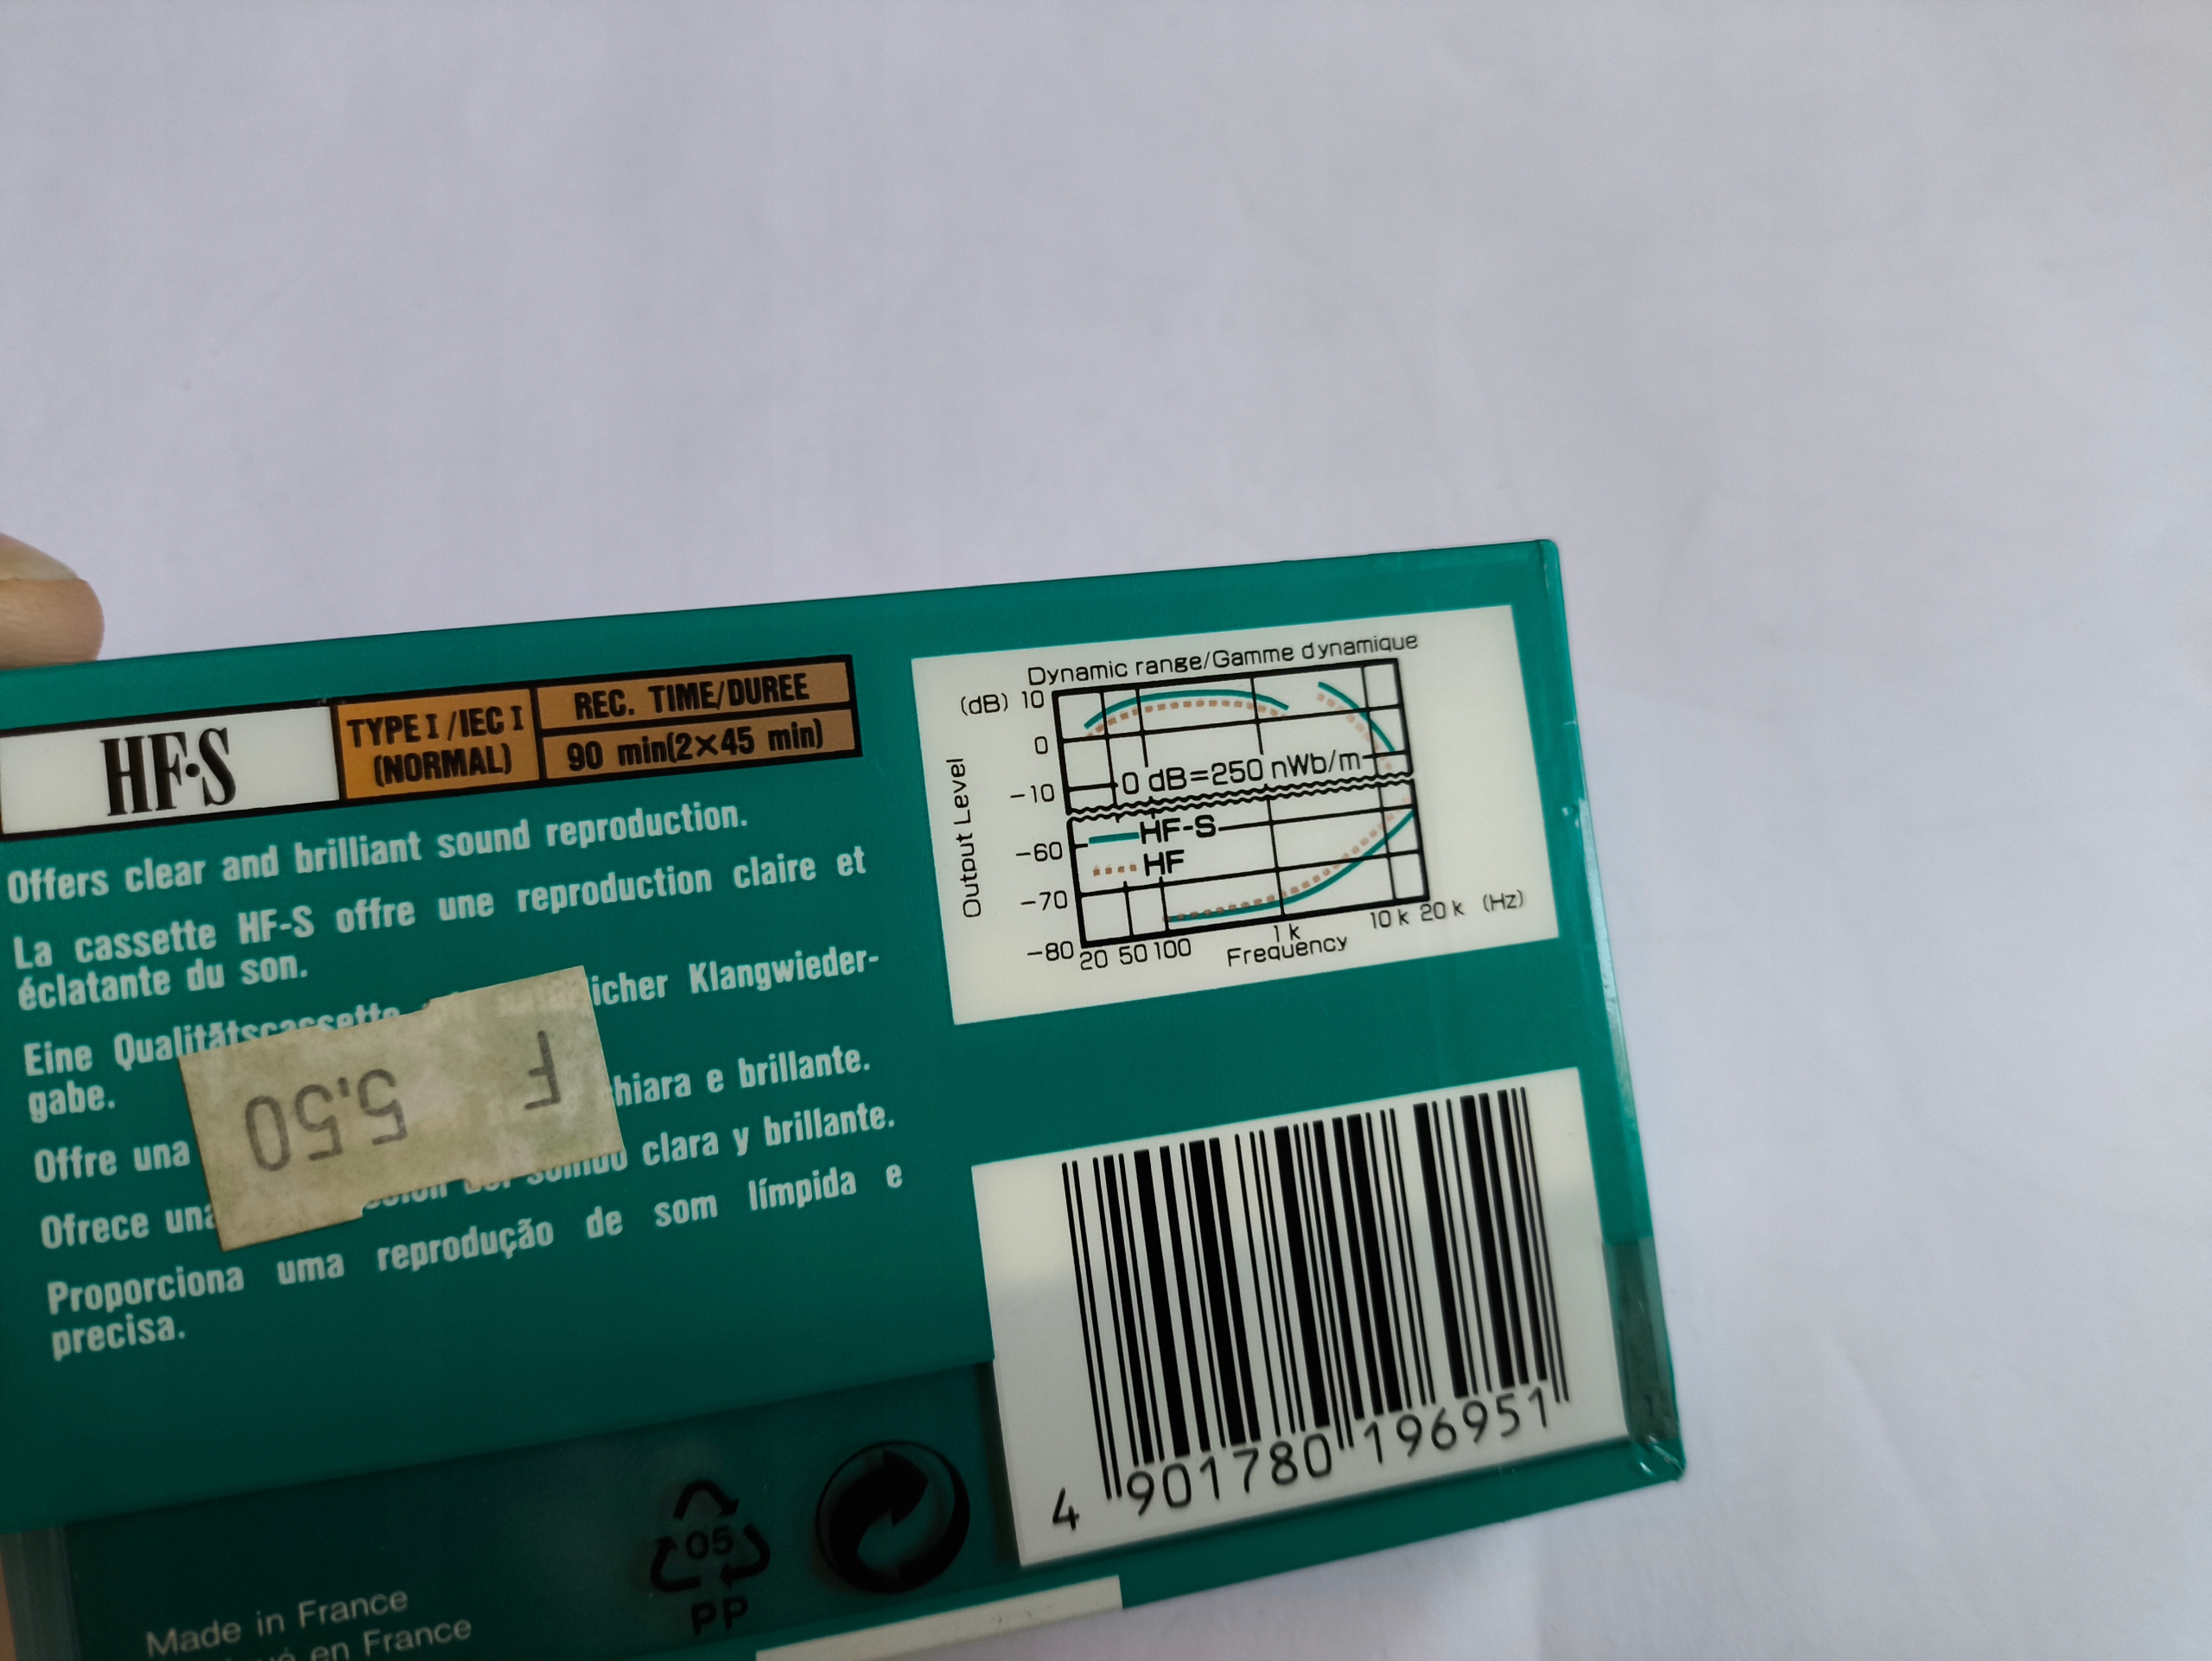 HF·S
TYPE I /IEC I
(NORMAL)
REC. TIME/DUREE
90 min(2×45 min)
Offers clear and brilliant sound reproduction.
La cassette HF-S offre une reproduction claire et
éclatante du son.
Eine Qualitätscassette icher Klangwieder-
gabe.
Offre una hiara e brillante.
Ofrece una clara y brillante.
Proporciona uma reprodução de som límpida e
precisa.
F 5.50
Made in France
en France
05
PP
Dynamic range/Gamme dynamique
(dB) 10
0
-10
-60
-70
-80
Output Level
0 dB=250 nWb/m
HF-S
HF
20 50 100 1 k 10 k 20 k (Hz)
Frequency
4 901780 196951